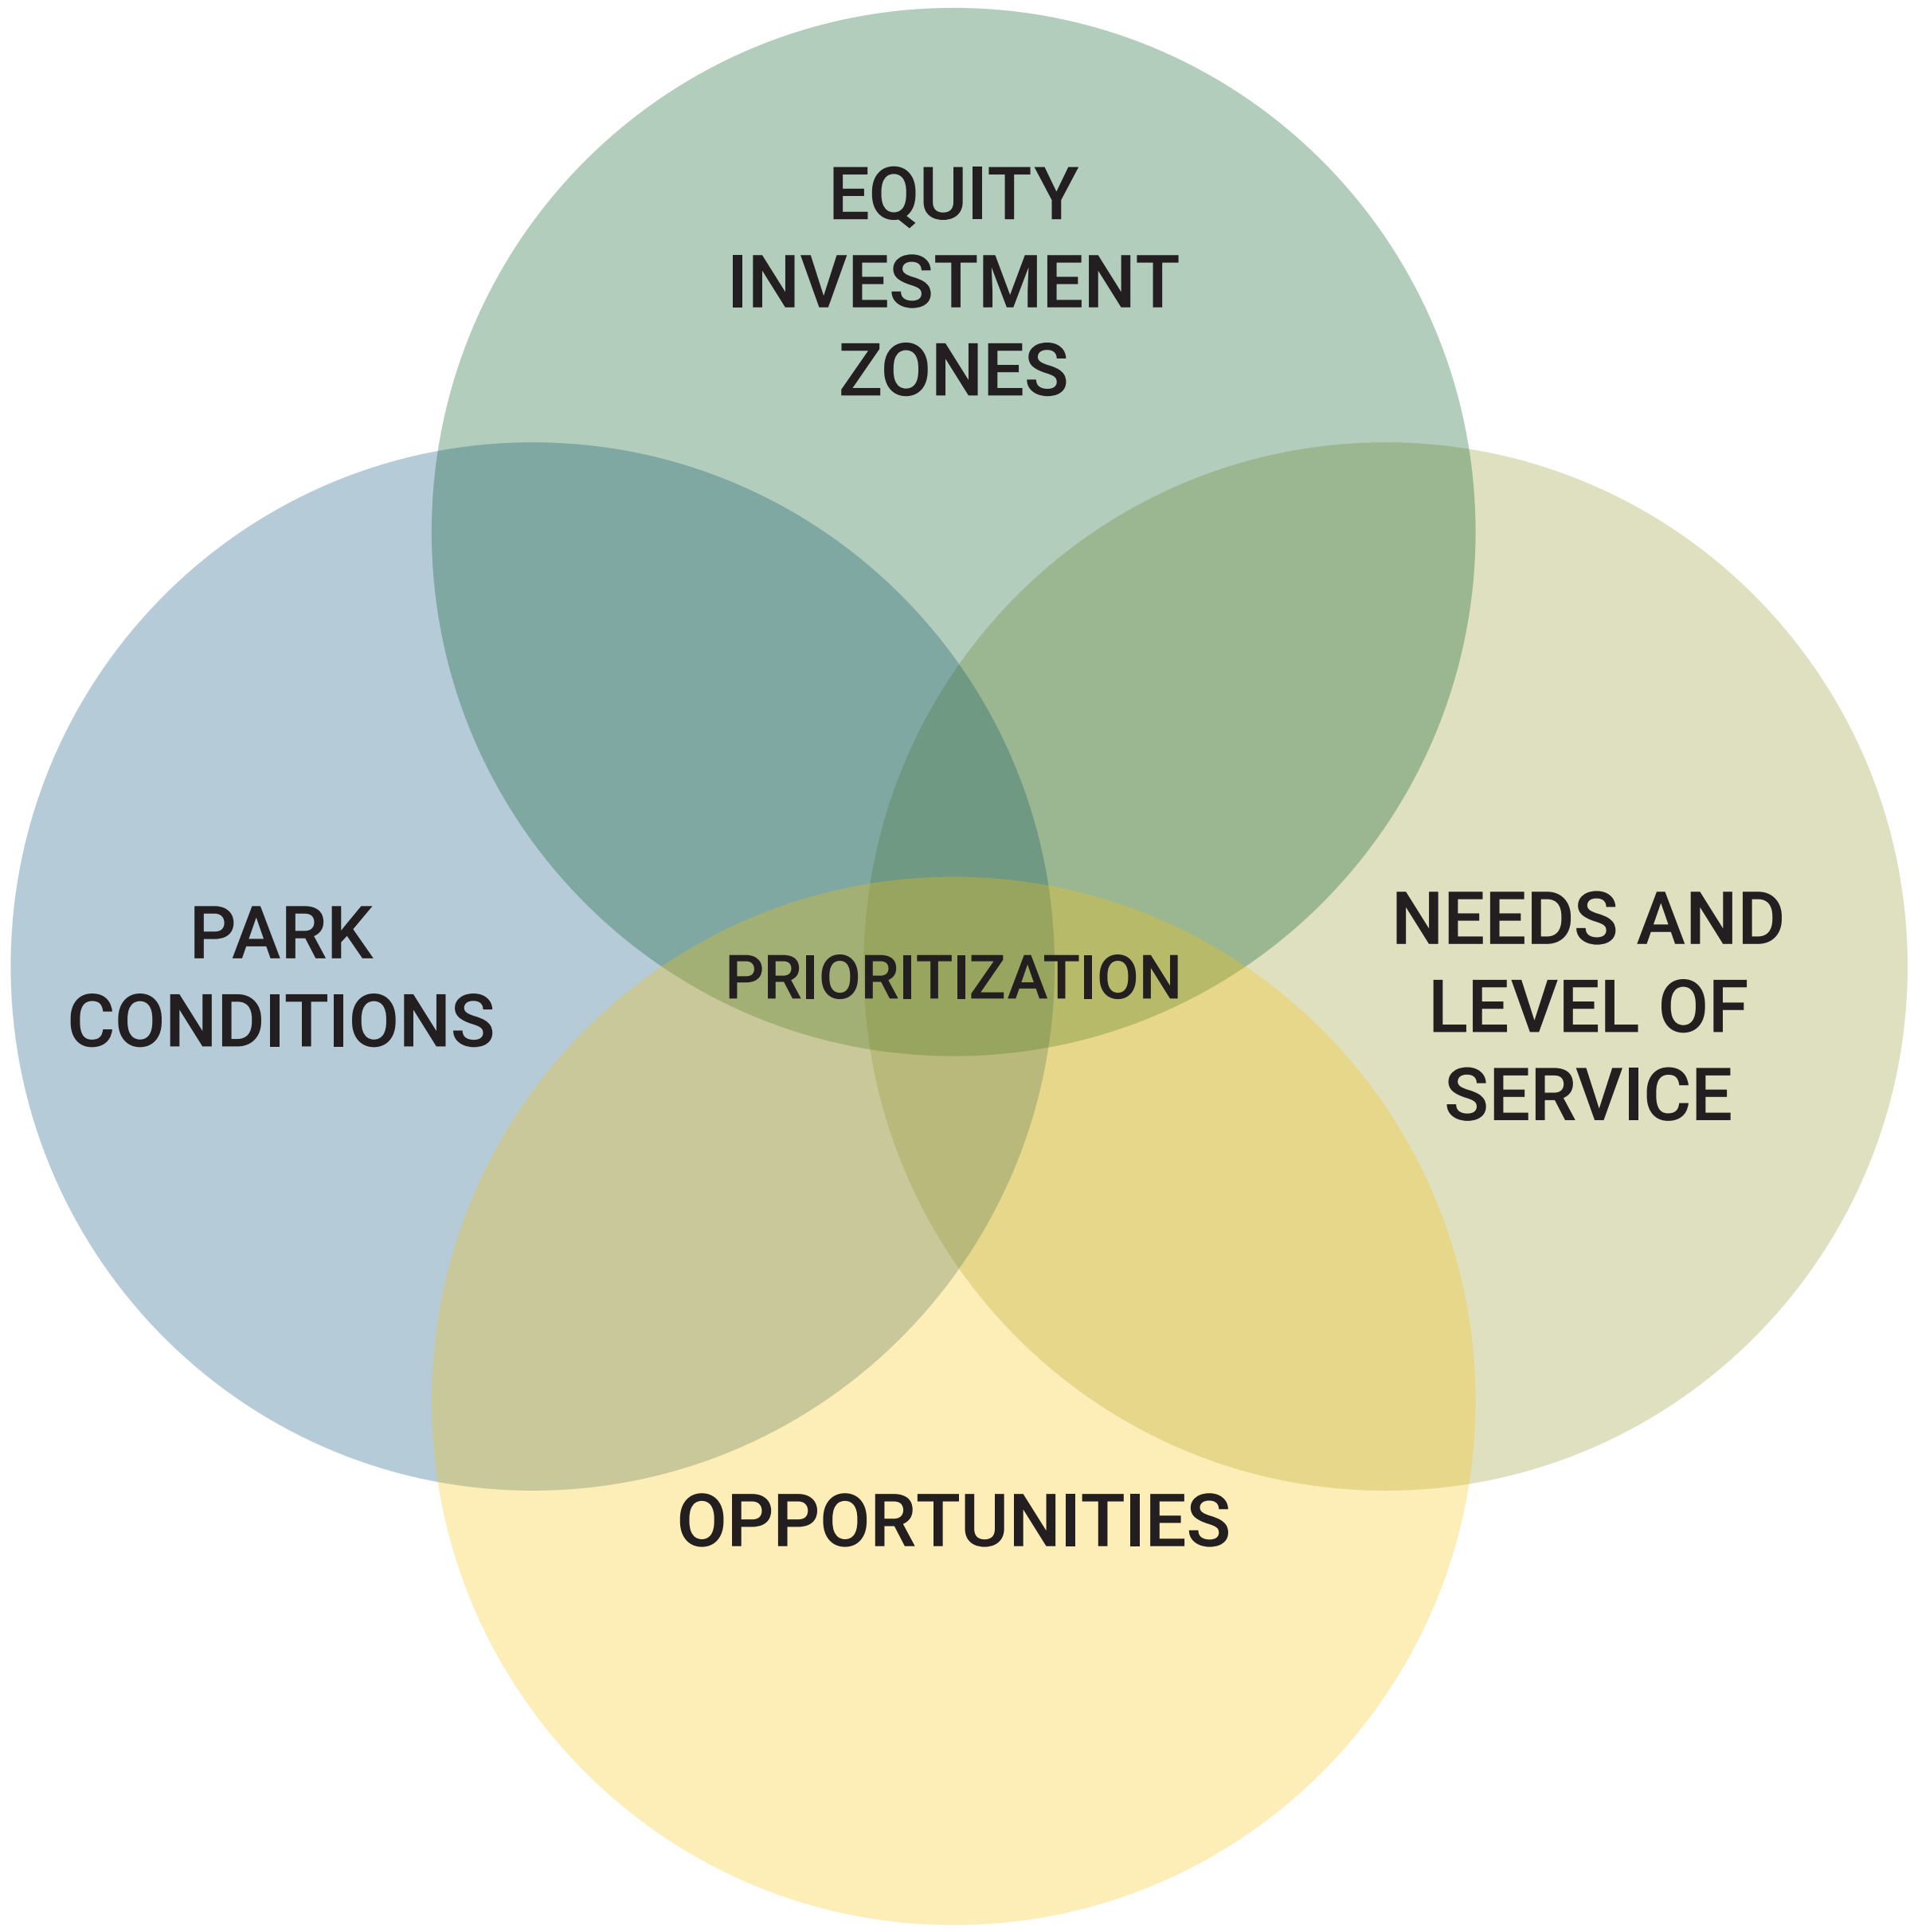 EQUITY
INVESTMENT
ZONES
PARK
CONDITIONS
PRIORITIZATION
NEEDS AND
LEVEL OF
SERVICE
OPPORTUNITIES